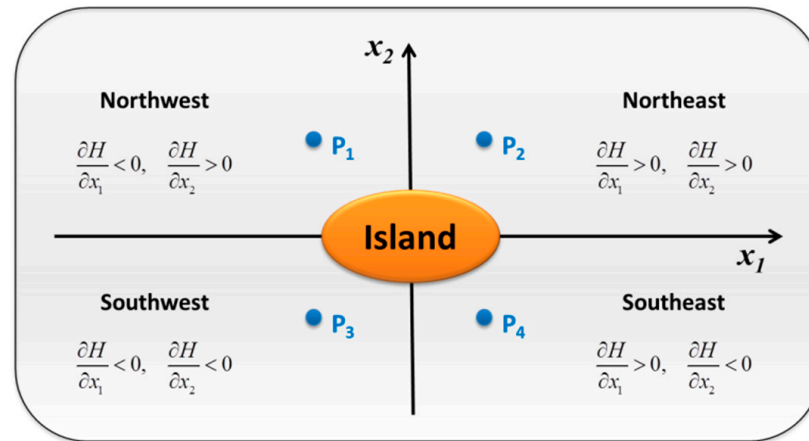 x₂
Northwest
Northeast
∂H/∂x₁ < 0, ∂H/∂x₂ > 0
P₁
P₂
∂H/∂x₁ > 0, ∂H/∂x₂ > 0
Island
x₁
Southwest
Southeast
∂H/∂x₁ < 0, ∂H/∂x₂ < 0
P₃
P₄
∂H/∂x₁ > 0, ∂H/∂x₂ < 0